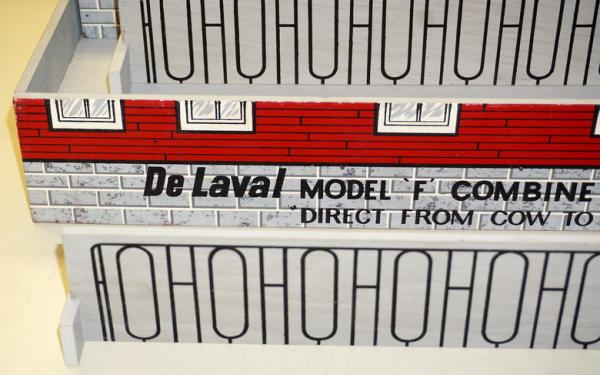 De Laval MODEL 'F' COMBINE
"DIRECT FROM COW TO